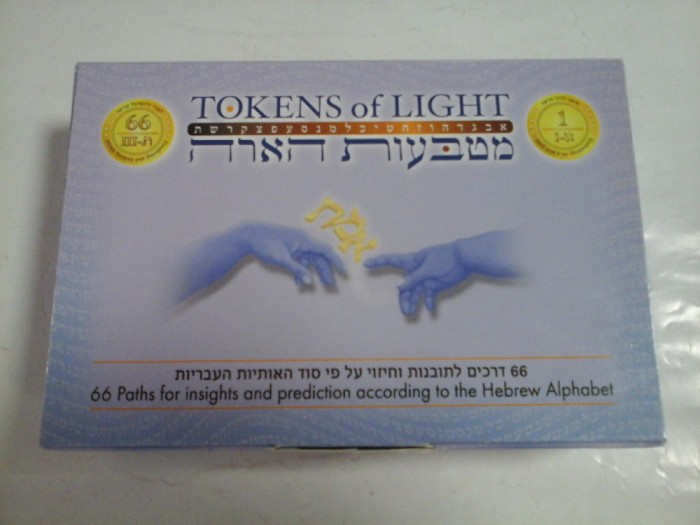 TOKENS of LIGHT
אבגדהוזחטיכלמנסעפצקרשת
מטבעות הארה
66
1
אמת
66 דרכים לתובנות וחיזוי על פי סוד האותיות העבריות
66 Paths for insights and prediction according to the Hebrew Alphabet